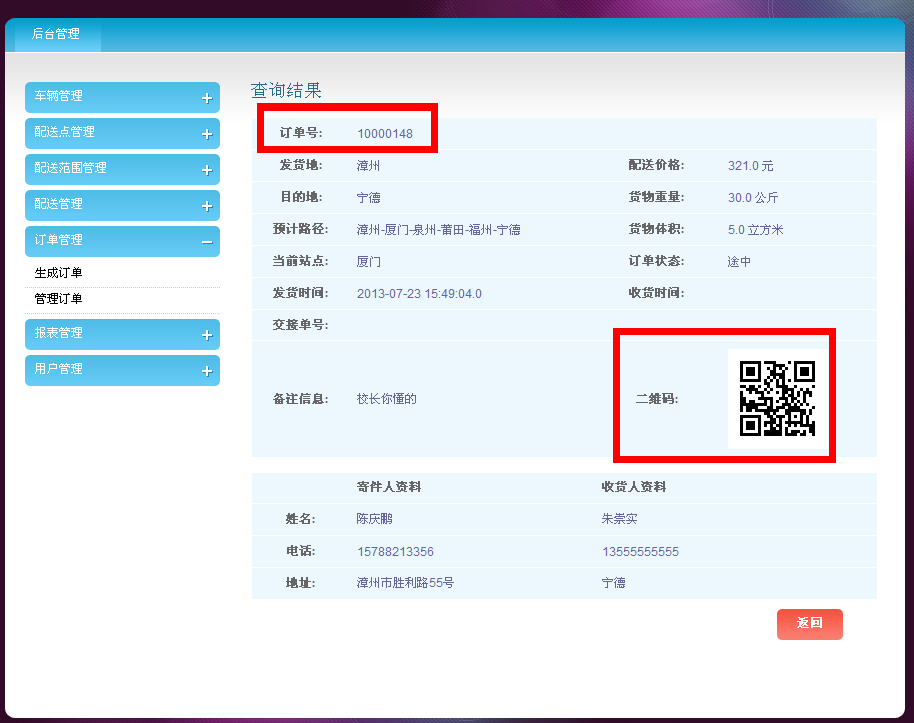 后台管理
车辆管理
配送点管理
配送范围管理
配送管理
订单管理
生成订单
管理订单
报表管理
用户管理
查询结果
订单号: 10000148
发货地: 漳州 配送价格: 321.0 元
目的地: 宁德 货物重量: 30.0 公斤
预计路径: 漳州-厦门-泉州-莆田-福州-宁德 货物体积: 5.0 立方米
当前站点: 厦门 订单状态: 途中
发货时间: 2013-07-23 15:49:04.0 收货时间:
交接单号:
备注信息: 校长你懂的 二维码:
寄件人资料 收货人资料
姓名: 陈庆鹏 朱崇实
电话: 15788213356 13555555555
地址: 漳州市胜利路55号 宁德
返回